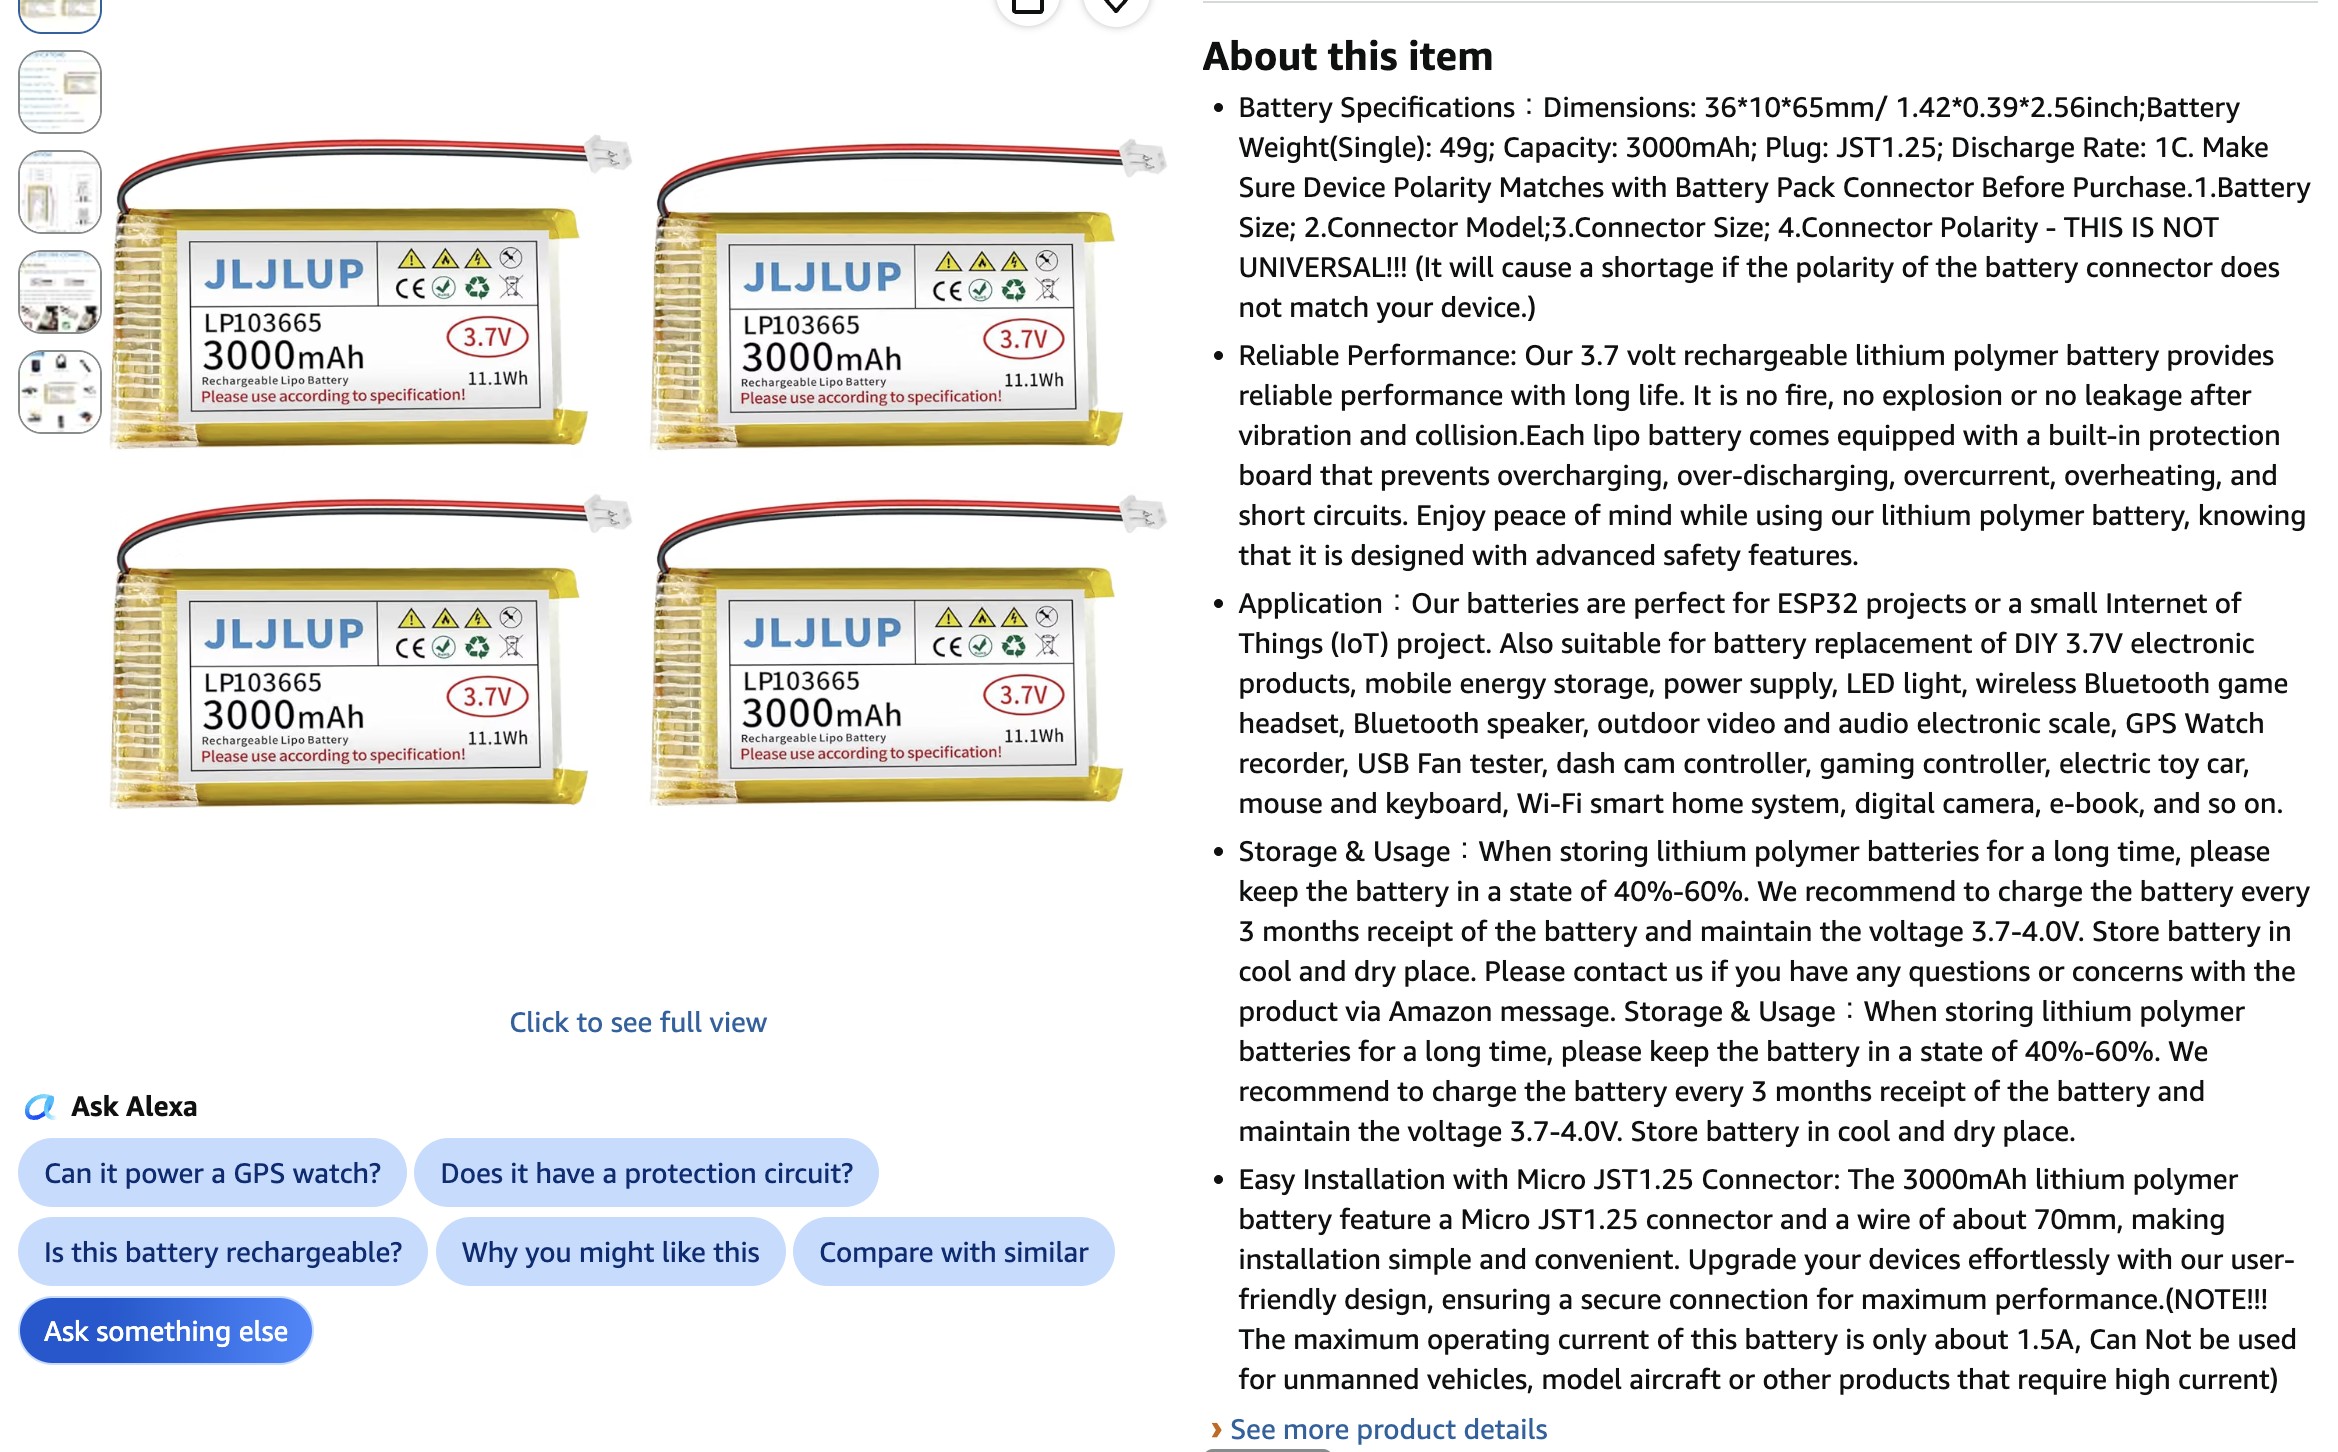 About this item
• Battery Specifications：Dimensions: 36*10*65mm/ 1.42*0.39*2.56inch;Battery
Weight(Single): 49g; Capacity: 3000mAh; Plug: JST1.25; Discharge Rate: 1C. Make
Sure Device Polarity Matches with Battery Pack Connector Before Purchase.1.Battery
Size; 2.Connector Model;3.Connector Size; 4.Connector Polarity - THIS IS NOT
UNIVERSAL!!! (It will cause a shortage if the polarity of the battery connector does
not match your device.)
• Reliable Performance: Our 3.7 volt rechargeable lithium polymer battery provides
reliable performance with long life. It is no fire, no explosion or no leakage after
vibration and collision.Each lipo battery comes equipped with a built-in protection
board that prevents overcharging, over-discharging, overcurrent, overheating, and
short circuits. Enjoy peace of mind while using our lithium polymer battery, knowing
that it is designed with advanced safety features.
• Application：Our batteries are perfect for ESP32 projects or a small Internet of
Things (IoT) project. Also suitable for battery replacement of DIY 3.7V electronic
products, mobile energy storage, power supply, LED light, wireless Bluetooth game
headset, Bluetooth speaker, outdoor video and audio electronic scale, GPS Watch
recorder, USB Fan tester, dash cam controller, gaming controller, electric toy car,
mouse and keyboard, Wi-Fi smart home system, digital camera, e-book, and so on.
• Storage & Usage：When storing lithium polymer batteries for a long time, please
keep the battery in a state of 40%-60%. We recommend to charge the battery every
3 months receipt of the battery and maintain the voltage 3.7-4.0V. Store battery in
cool and dry place. Please contact us if you have any questions or concerns with the
product via Amazon message. Storage & Usage：When storing lithium polymer
batteries for a long time, please keep the battery in a state of 40%-60%. We
recommend to charge the battery every 3 months receipt of the battery and
maintain the voltage 3.7-4.0V. Store battery in cool and dry place.
• Easy Installation with Micro JST1.25 Connector: The 3000mAh lithium polymer
battery feature a Micro JST1.25 connector and a wire of about 70mm, making
installation simple and convenient. Upgrade your devices effortlessly with our user-
friendly design, ensuring a secure connection for maximum performance.(NOTE!!!
The maximum operating current of this battery is only about 1.5A, Can Not be used
for unmanned vehicles, model aircraft or other products that require high current)
› See more product details
JLJLUP
CE
LP103665
3.7V
3000mAh
Rechargeable Lipo Battery
11.1Wh
Please use according to specification!
JLJLUP
CE
LP103665
3.7V
3000mAh
Rechargeable Lipo Battery
11.1Wh
Please use according to specification!
JLJLUP
CE
LP103665
3.7V
3000mAh
Rechargeable Lipo Battery
11.1Wh
Please use according to specification!
JLJLUP
CE
LP103665
3.7V
3000mAh
Rechargeable Lipo Battery
11.1Wh
Please use according to specification!
Click to see full view
Ask Alexa
Can it power a GPS watch?
Does it have a protection circuit?
Is this battery rechargeable?
Why you might like this
Compare with similar
Ask something else